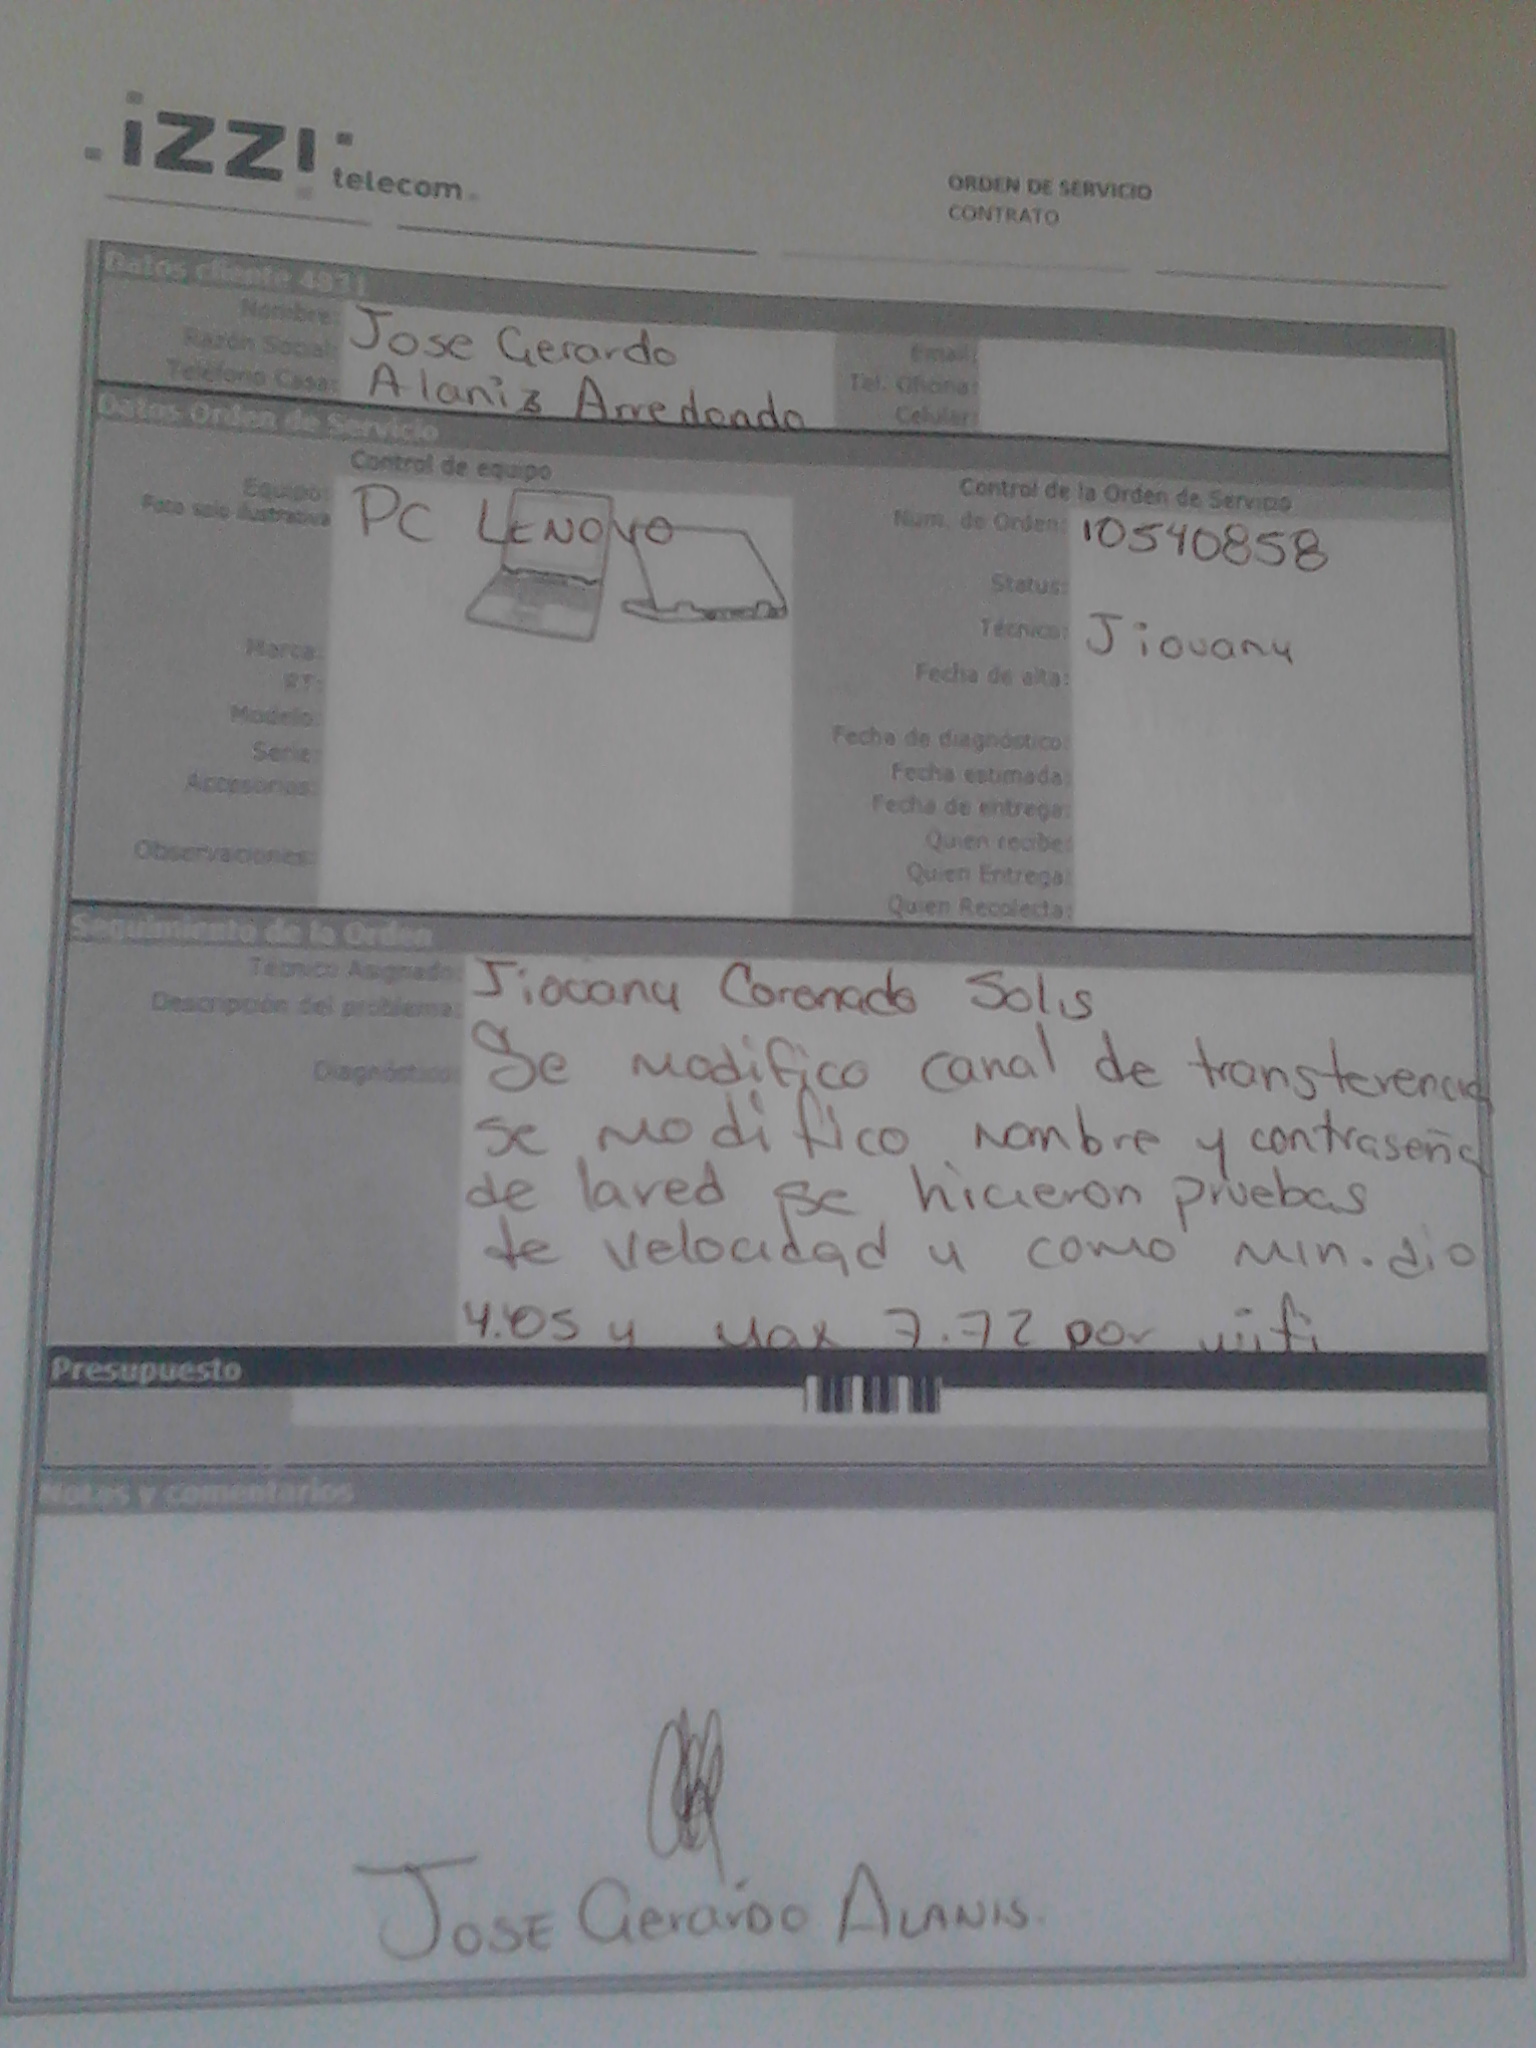 izzi telecom
ORDEN DE SERVICIO
CONTRATO
Datos cliente 4831
Nombre: Jose Gerardo
Razón Social:
Teléfono Casa: Alaniz Arredondo
Email:
Tel. Oficina:
Celular:
Datos Orden de Servicio
Control de equipo
Equipo: PC LENOVO
Foto solo ilustrativa
Marca:
RT:
Modelo:
Serie:
Accesorios:
Observaciones:
Control de la Orden de Servicio
Num. de Orden: 10540858
Status:
Técnico: Jiovany
Fecha de alta:
Fecha de diagnóstico:
Fecha estimada:
Fecha de entrega:
Quien recibe:
Quien Entrega:
Quien Recolecta:
Seguimiento de la Orden
Técnico Asignado: Jiovany Coronado Solis
Descripción del problema:
Diagnóstico: Se modifico canal de transferencia
se modifico nombre y contraseña
de la red se hicieron pruebas
de velocidad y como min. dio
4.05 y max 7.72 por wifi
Presupuesto
Notas y comentarios
JOSE GerarDO ALANIS.